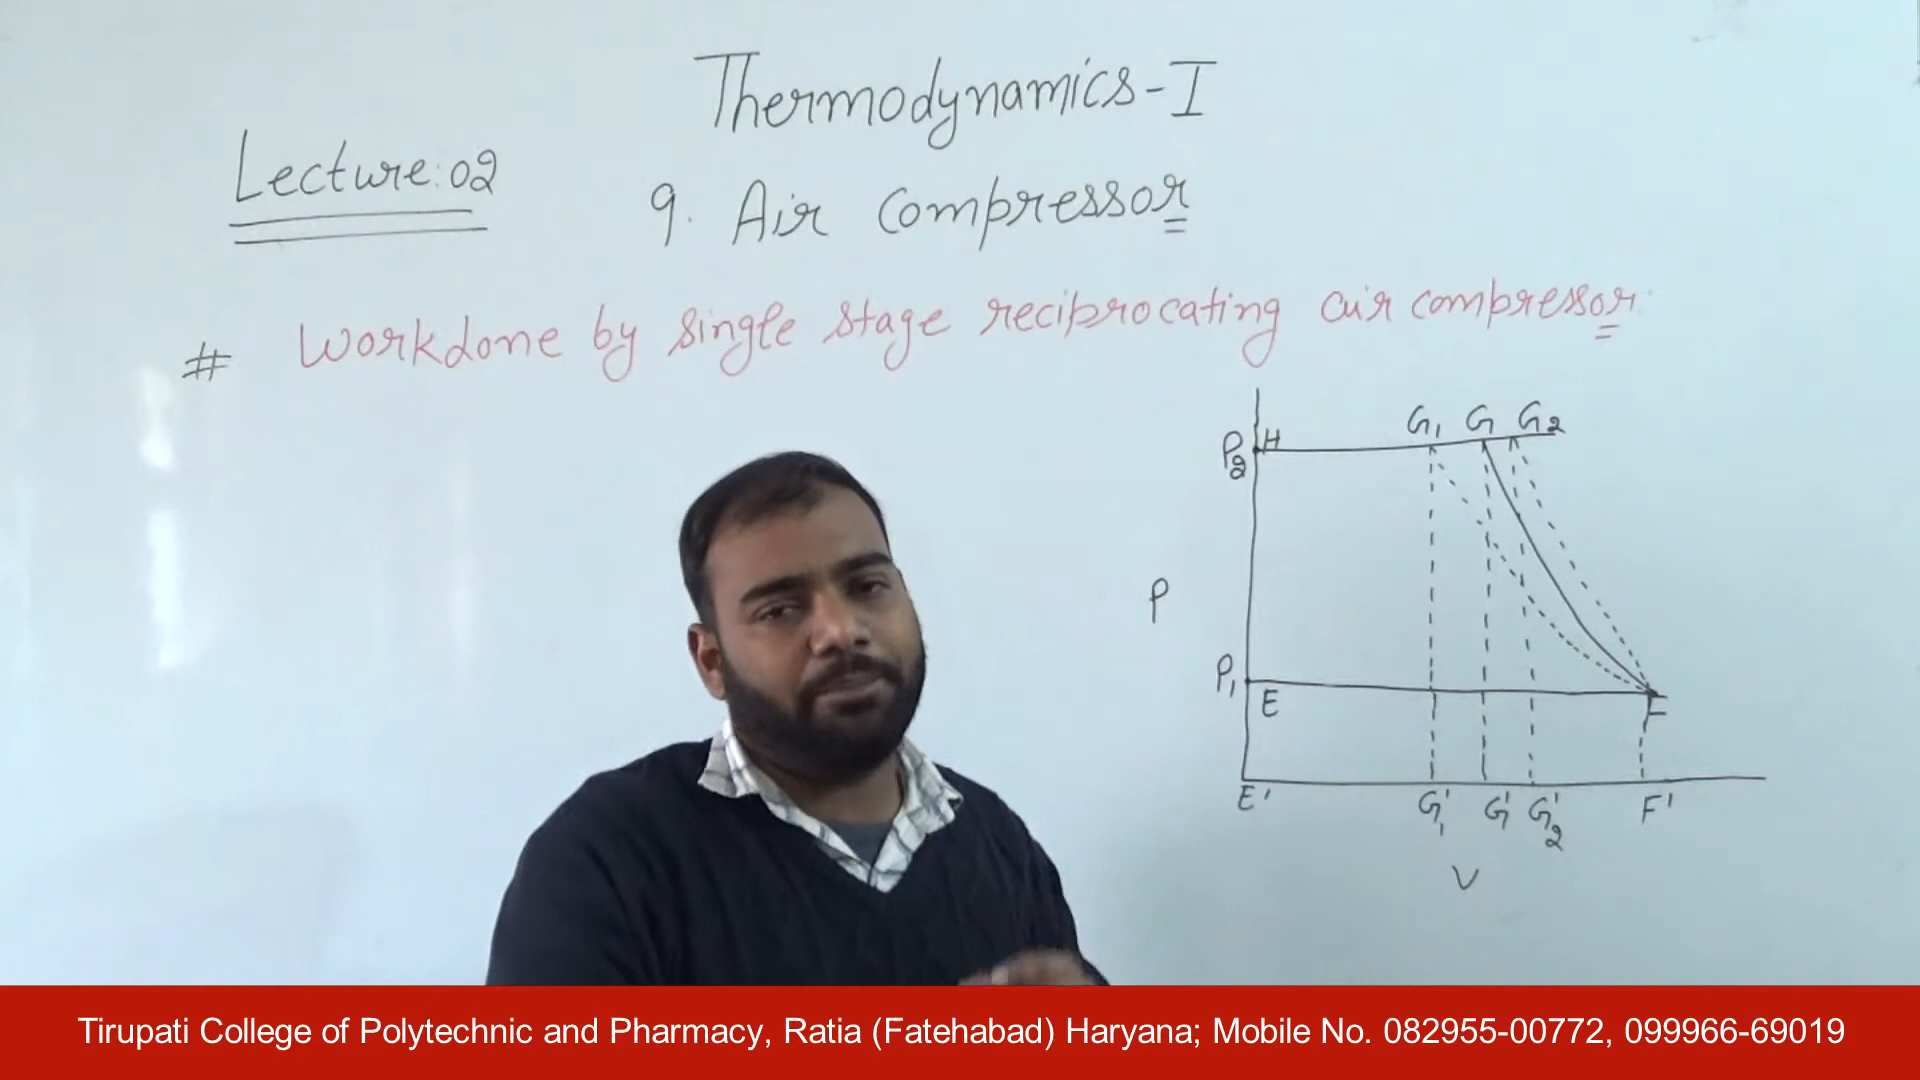 Thermodynamics-I
Lecture:02
9. Air Compressor
# Workdone by single stage reciprocating air compressor.
G₁ G G₂
P₂ H
P
P₁ E F
E' G₁' G' G₂' F'
V
Tirupati College of Polytechnic and Pharmacy, Ratia (Fatehabad) Haryana; Mobile No. 082955-00772, 099966-69019